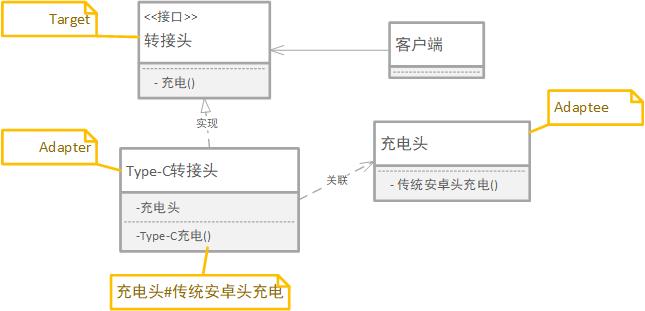 Target
<<接口>>
转接头
- 充电()
客户端
实现
Adaptee
Adapter
Type-C转接头
-充电头
-Type-C充电()
关联
充电头
- 传统安卓头充电()
充电头#传统安卓头充电